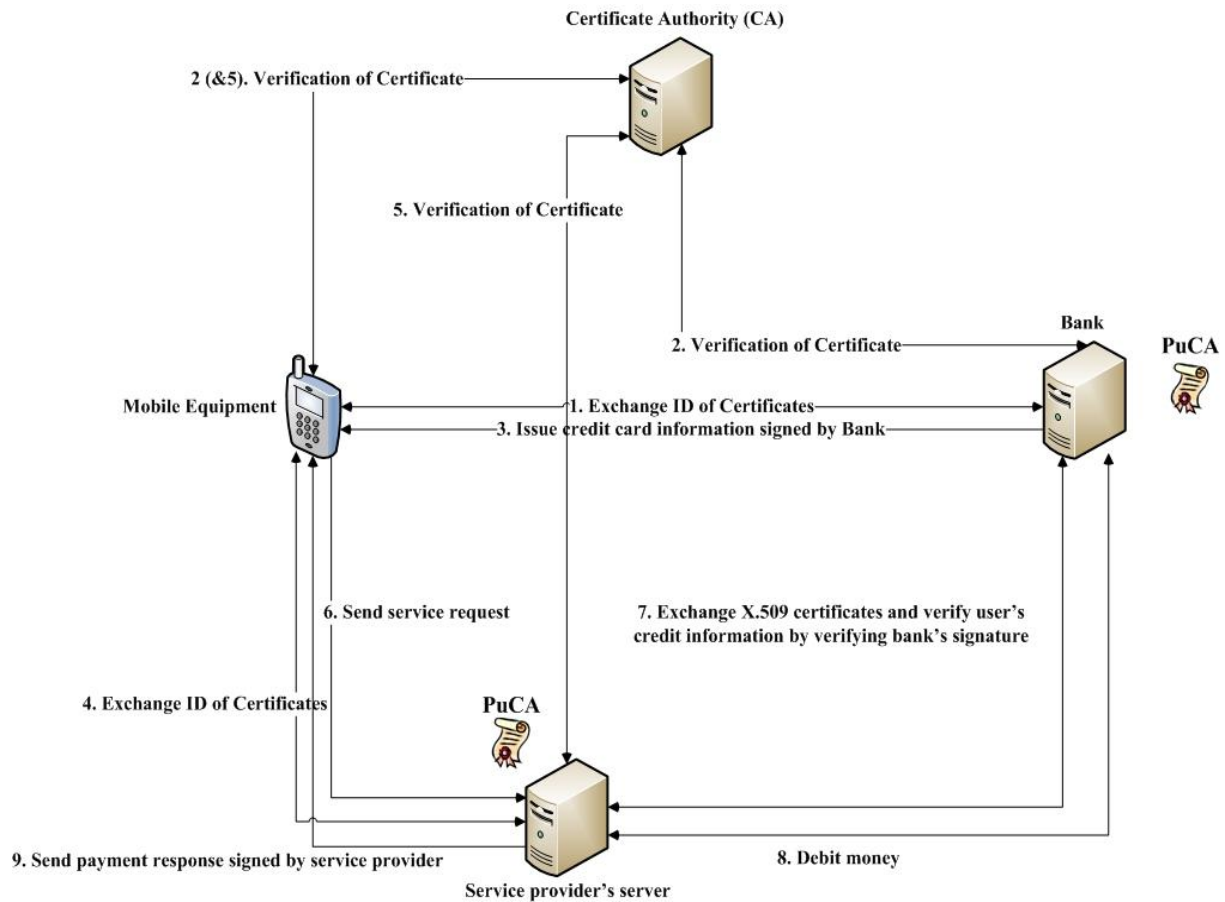 Certificate Authority (CA)
2 (&5). Verification of Certificate
5. Verification of Certificate
Bank
2. Verification of Certificate
PuCA
Mobile Equipment
1. Exchange ID of Certificates
3. Issue credit card information signed by Bank
6. Send service request
7. Exchange X.509 certificates and verify user's
credit information by verifying bank's signature
4. Exchange ID of Certificates
PuCA
9. Send payment response signed by service provider
8. Debit money
Service provider's server